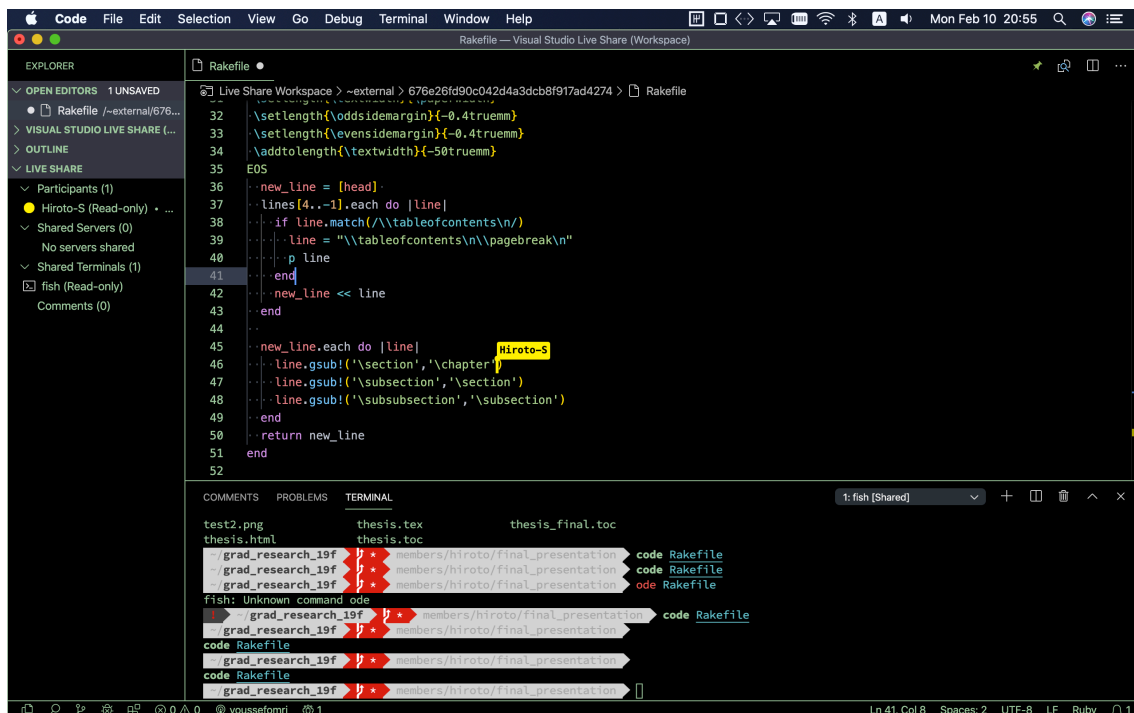 Code File Edit Selection View Go Debug Terminal Window Help Mon Feb 10 20:55
Rakefile — Visual Studio Live Share (Workspace)
EXPLORER
Rakefile
OPEN EDITORS 1 UNSAVED
Rakefile /~external/676...
VISUAL STUDIO LIVE SHARE (...
OUTLINE
LIVE SHARE
Participants (1)
Hiroto-S (Read-only) • ...
Shared Servers (0)
No servers shared
Shared Terminals (1)
fish (Read-only)
Comments (0)
Live Share Workspace > ~external > 676e26fd90c042d4a3dcb8f917ad4274 > Rakefile
31 \setlength{\textwidth}{\paperwidth}
32 \setlength{\oddsidemargin}{-0.4truemm}
33 \setlength{\evensidemargin}{-0.4truemm}
34 \addtolength{\textwidth}{-50truemm}
35 EOS
36 new_line = [head]
37 lines[4..-1].each do |line|
38 if line.match(/\\tableofcontents\n/)
39 line = "\\tableofcontents\n\\pagebreak\n"
40 p line
41 end
42 new_line << line
43 end
44
45 new_line.each do |line|
Hiroto-S
46 line.gsub!('\section','\chapter')
47 line.gsub!('\subsection','\section')
48 line.gsub!('\subsubsection','\subsection')
49 end
50 return new_line
51 end
52
COMMENTS PROBLEMS TERMINAL 1: fish [Shared]
test2.png thesis.tex thesis_final.toc
thesis.html thesis.toc
~/grad_research_19f * members/hiroto/final_presentation code Rakefile
~/grad_research_19f * members/hiroto/final_presentation code Rakefile
~/grad_research_19f * members/hiroto/final_presentation ode Rakefile
fish: Unknown command ode
! ~/grad_research_19f * members/hiroto/final_presentation code Rakefile
~/grad_research_19f * members/hiroto/final_presentation
code Rakefile
~/grad_research_19f * members/hiroto/final_presentation
code Rakefile
~/grad_research_19f * members/hiroto/final_presentation
0 0 youssefomri 1 Ln 41, Col 8 Spaces: 2 UTF-8 LF Ruby 1